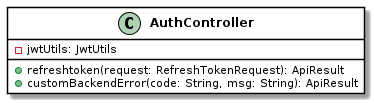 C AuthController
jwtUtils: JwtUtils
refreshtoken(request: RefreshTokenRequest): ApiResult
customBackendError(code: String, msg: String): ApiResult